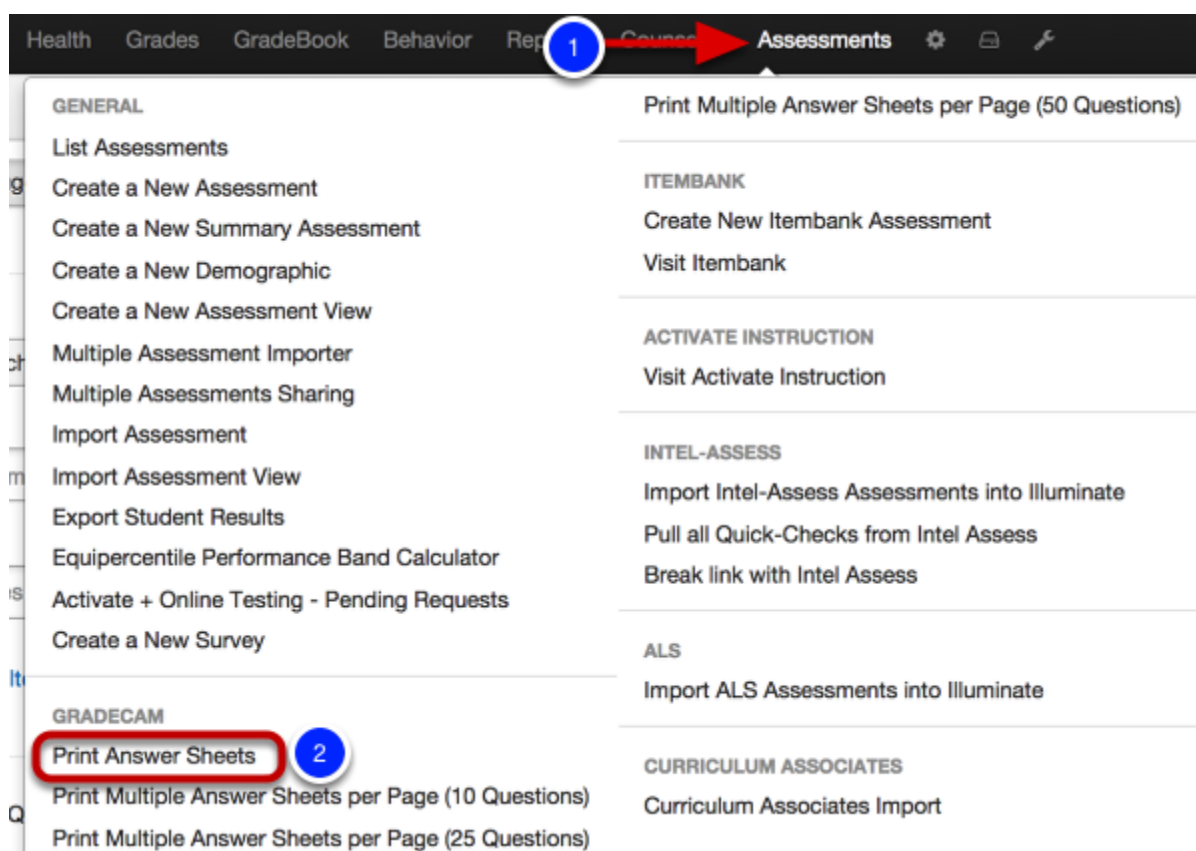 Health Grades GradeBook Behavior Rep 1 Couns Assessments
GENERAL
List Assessments
Create a New Assessment
Create a New Summary Assessment
Create a New Demographic
Create a New Assessment View
Multiple Assessment Importer
Multiple Assessments Sharing
Import Assessment
Import Assessment View
Export Student Results
Equipercentile Performance Band Calculator
Activate + Online Testing - Pending Requests
Create a New Survey
GRADECAM
Print Answer Sheets 2
Print Multiple Answer Sheets per Page (10 Questions)
Print Multiple Answer Sheets per Page (25 Questions)
Print Multiple Answer Sheets per Page (50 Questions)
ITEMBANK
Create New Itembank Assessment
Visit Itembank
ACTIVATE INSTRUCTION
Visit Activate Instruction
INTEL-ASSESS
Import Intel-Assess Assessments into Illuminate
Pull all Quick-Checks from Intel Assess
Break link with Intel Assess
ALS
Import ALS Assessments into Illuminate
CURRICULUM ASSOCIATES
Curriculum Associates Import